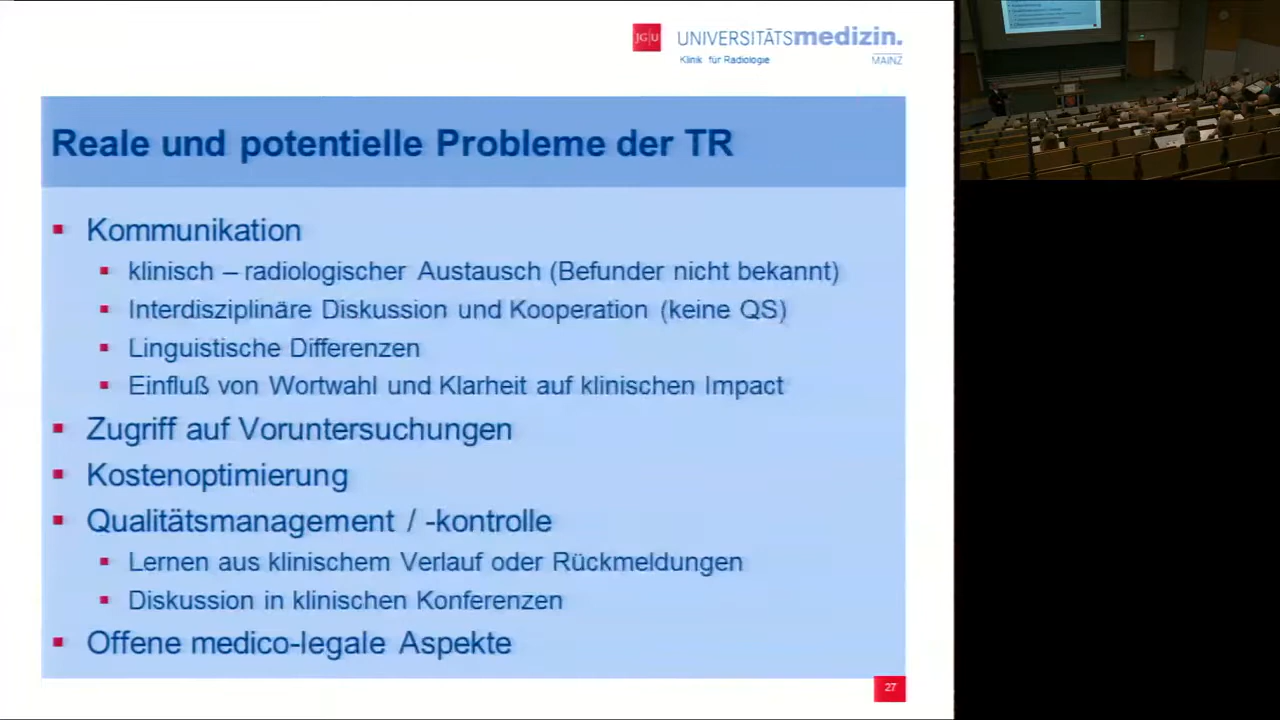 JG|U UNIVERSITÄTSmedizin.
Klinik für Radiologie MAINZ
Reale und potentielle Probleme der TR
Kommunikation
klinisch – radiologischer Austausch (Befunder nicht bekannt)
Interdisziplinäre Diskussion und Kooperation (keine QS)
Linguistische Differenzen
Einfluß von Wortwahl und Klarheit auf klinischen Impact
Zugriff auf Voruntersuchungen
Kostenoptimierung
Qualitätsmanagement / -kontrolle
Lernen aus klinischem Verlauf oder Rückmeldungen
Diskussion in klinischen Konferenzen
Offene medico-legale Aspekte
27